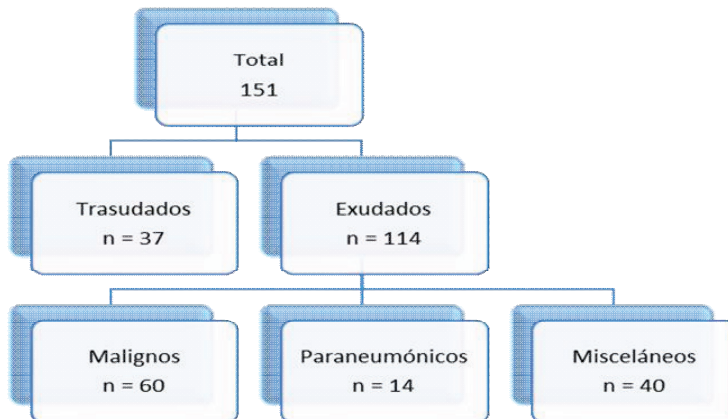 Total
151
Trasudados
n = 37
Exudados
n = 114
Malignos
n = 60
Paraneumónicos
n = 14
Misceláneos
n = 40